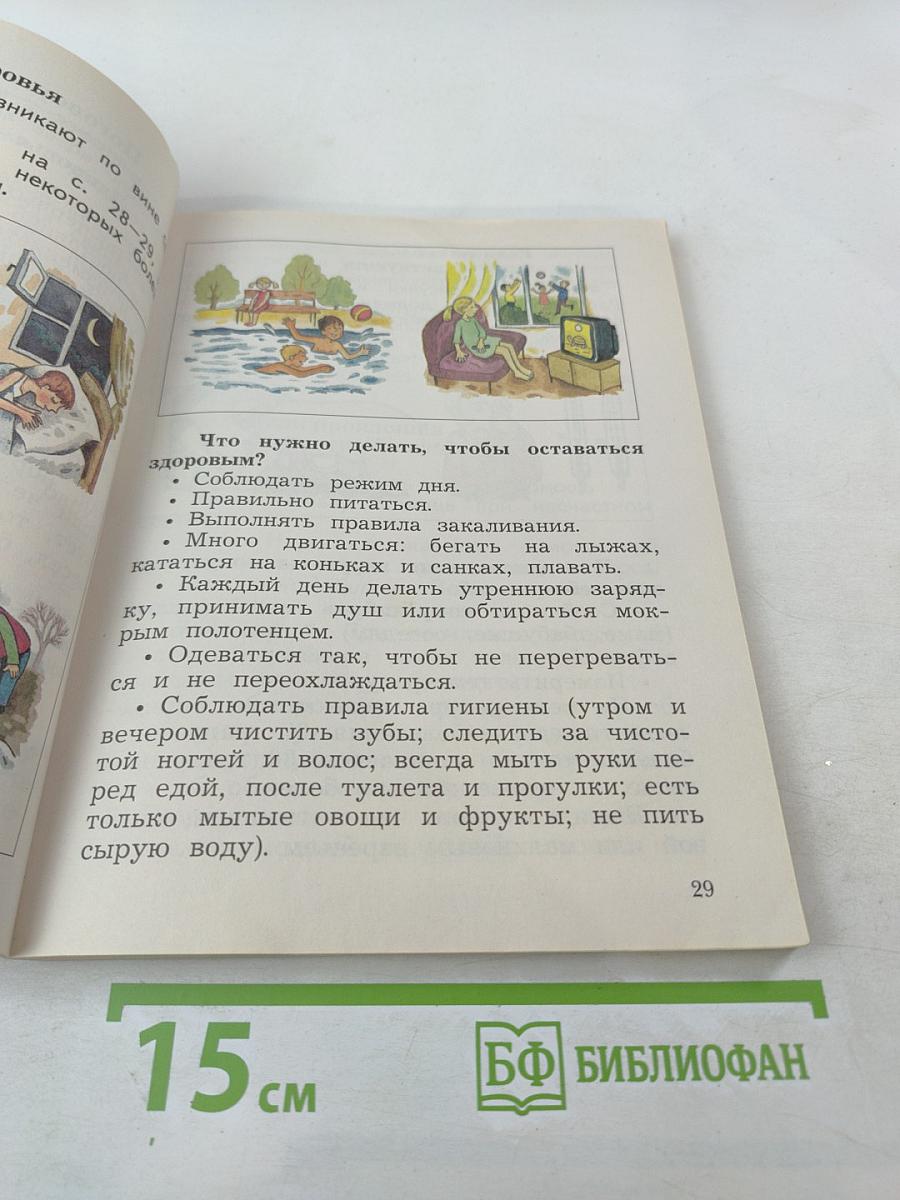 ровья
зникают по вине
на с. 28—29,
некоторых
Что нужно делать, чтобы оставаться
здоровым?
• Соблюдать режим дня.
• Правильно питаться.
• Выполнять правила закаливания.
• Много двигаться: бегать на лыжах,
кататься на коньках и санках, плавать.
• Каждый день делать утреннюю заряд-
ку, принимать душ или обтираться мок-
рым полотенцем.
• Одеваться так, чтобы не перегревать-
ся и не переохлаждаться.
• Соблюдать правила гигиены (утром и
вечером чистить зубы; следить за чисто-
той ногтей и волос; всегда мыть руки пе-
ред едой, после туалета и прогулки; есть
только мытые овощи и фрукты; не пить
сырую воду).
29
15 см
БФ БИБЛИОФАН